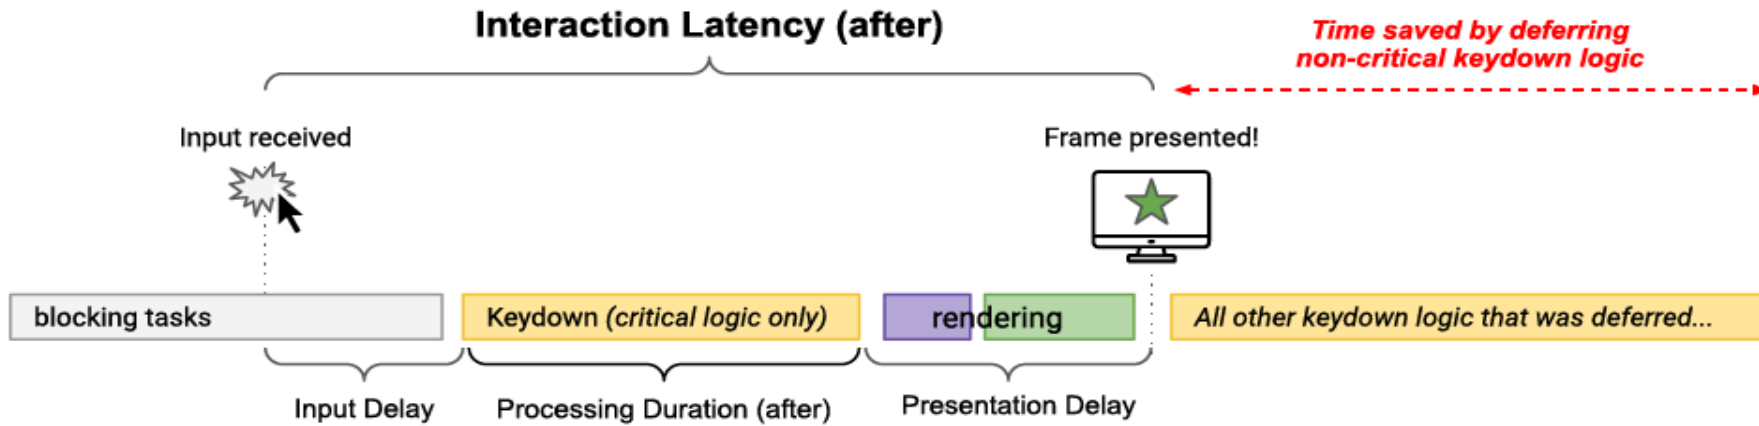 Interaction Latency (after)
Time saved by deferring
non-critical keydown logic
Input received
Frame presented!
blocking tasks
Keydown (critical logic only)
rendering
All other keydown logic that was deferred...
Input Delay
Processing Duration (after)
Presentation Delay